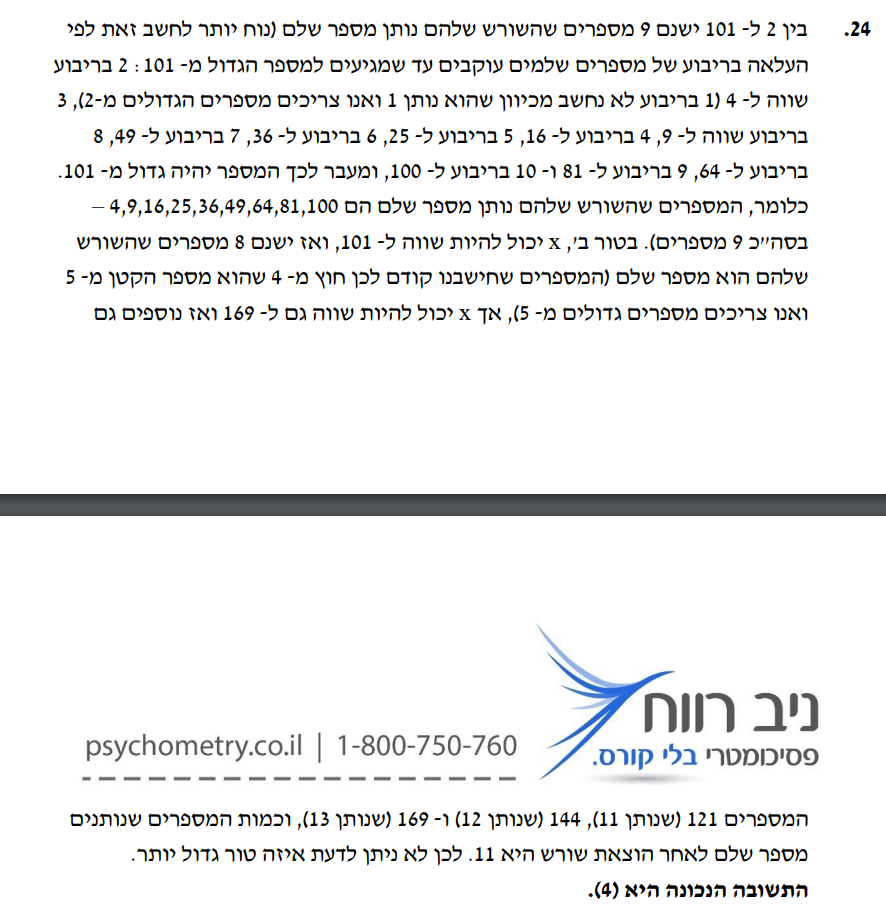 24. בין 2 ל- 101 ישנם 9 מספרים שהשורש שלהם נותן מספר שלם (נוח יותר לחשב זאת לפי
העלאה בריבוע של מספרים שלמים עוקבים עד שמגיעים למספר הגדול מ- 101 : 2 בריבוע
שווה ל- 4 (1 בריבוע לא נחשב מכיוון שהוא נותן 1 ואנו צריכים מספרים הגדולים מ-2), 3
בריבוע שווה ל- 9, 4 בריבוע ל- 16, 5 בריבוע ל- 25, 6 בריבוע ל- 36, 7 בריבוע ל- 49, 8
בריבוע ל- 64, 9 בריבוע ל- 81 ו- 10 בריבוע ל- 100, ומעבר לכך המספר יהיה גדול מ- 101.
כלומר, המספרים שהשורש שלהם נותן מספר שלם הם 4,9,16,25,36,49,64,81,100 –
בסה״כ 9 מספרים). בטור ב׳, x יכול להיות שווה ל- 101, ואז ישנם 8 מספרים שהשורש
שלהם הוא מספר שלם (המספרים שחישבנו קודם לכן חוץ מ- 4 שהוא מספר הקטן מ- 5
ואנו צריכים מספרים גדולים מ- 5), אך x יכול להיות שווה גם ל- 169 ואז נוספים גם
ניב רווח
פסיכומטרי בלי קורס.
psychometry.co.il | 1-800-750-760
המספרים 121 (שנותן 11), 144 (שנותן 12) ו- 169 (שנותן 13), וכמות המספרים שנותנים
מספר שלם לאחר הוצאת שורש היא 11. לכן לא ניתן לדעת איזה טור גדול יותר.
התשובה הנכונה היא (4).